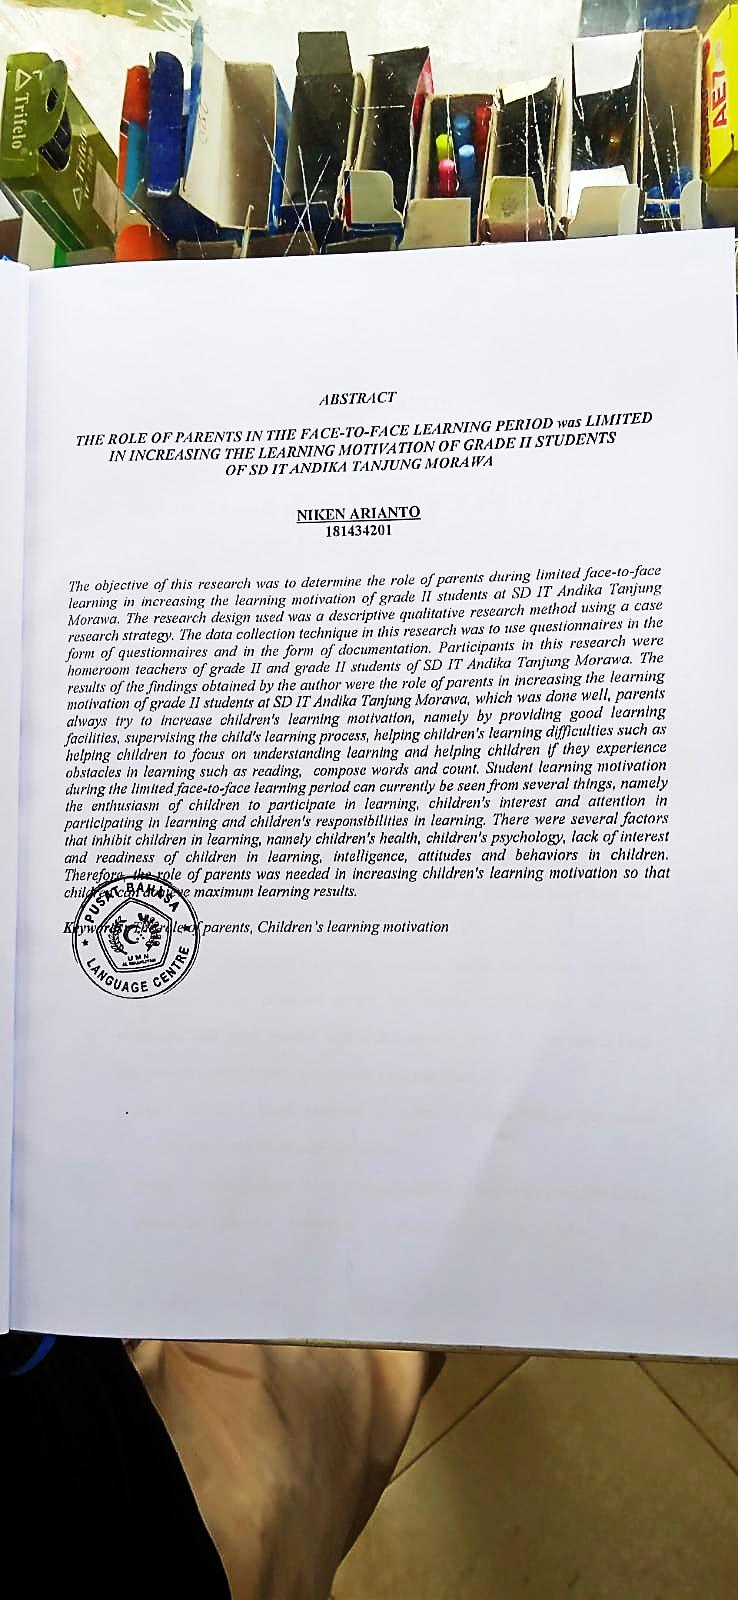 Trifelo
Trifelo
AE7
ABSTRACT
THE ROLE OF PARENTS IN THE FACE-TO-FACE LEARNING PERIOD was LIMITED
IN INCREASING THE LEARNING MOTIVATION OF GRADE II STUDENTS
OF SD IT ANDIKA TANJUNG MORAWA
NIKEN ARIANTO
181434201
The objective of this research was to determine the role of parents during limited face-to-face
learning in increasing the learning motivation of grade II students at SD IT Andika Tanjung
Morawa. The research design used was a descriptive qualitative research method using a case
research strategy. The data collection technique in this research was to use questionnaires in the
form of questionnaires and in the form of documentation. Participants in this research were
homeroom teachers of grade II and grade II students of SD IT Andika Tanjung Morawa. The
results of the findings obtained by the author were the role of parents in increasing the learning
motivation of grade II students at SD IT Andika Tanjung Morawa, which was done well, parents
always try to increase children's learning motivation, namely by providing good learning
facilities, supervising the child's learning process, helping children's learning difficulties such as
helping children to focus on understanding learning and helping children if they experience
obstacles in learning such as reading, compose words and count. Student learning motivation
during the limited face-to-face learning period can currently be seen from several things, namely
the enthusiasm of children to participate in learning, children's interest and attention in
participating in learning and children's responsibilities in learning. There were several factors
that inhibit children in learning, namely children's health, children's psychology, lack of interest
and readiness of children in learning, intelligence, attitudes and behaviors in children.
Therefore, the role of parents was needed in increasing children's learning motivation so that
children can achieve maximum learning results.
Keywords: The role of parents, Children's learning motivation
PUSAT BAHASA
UMN
LANGUAGE CENTRE